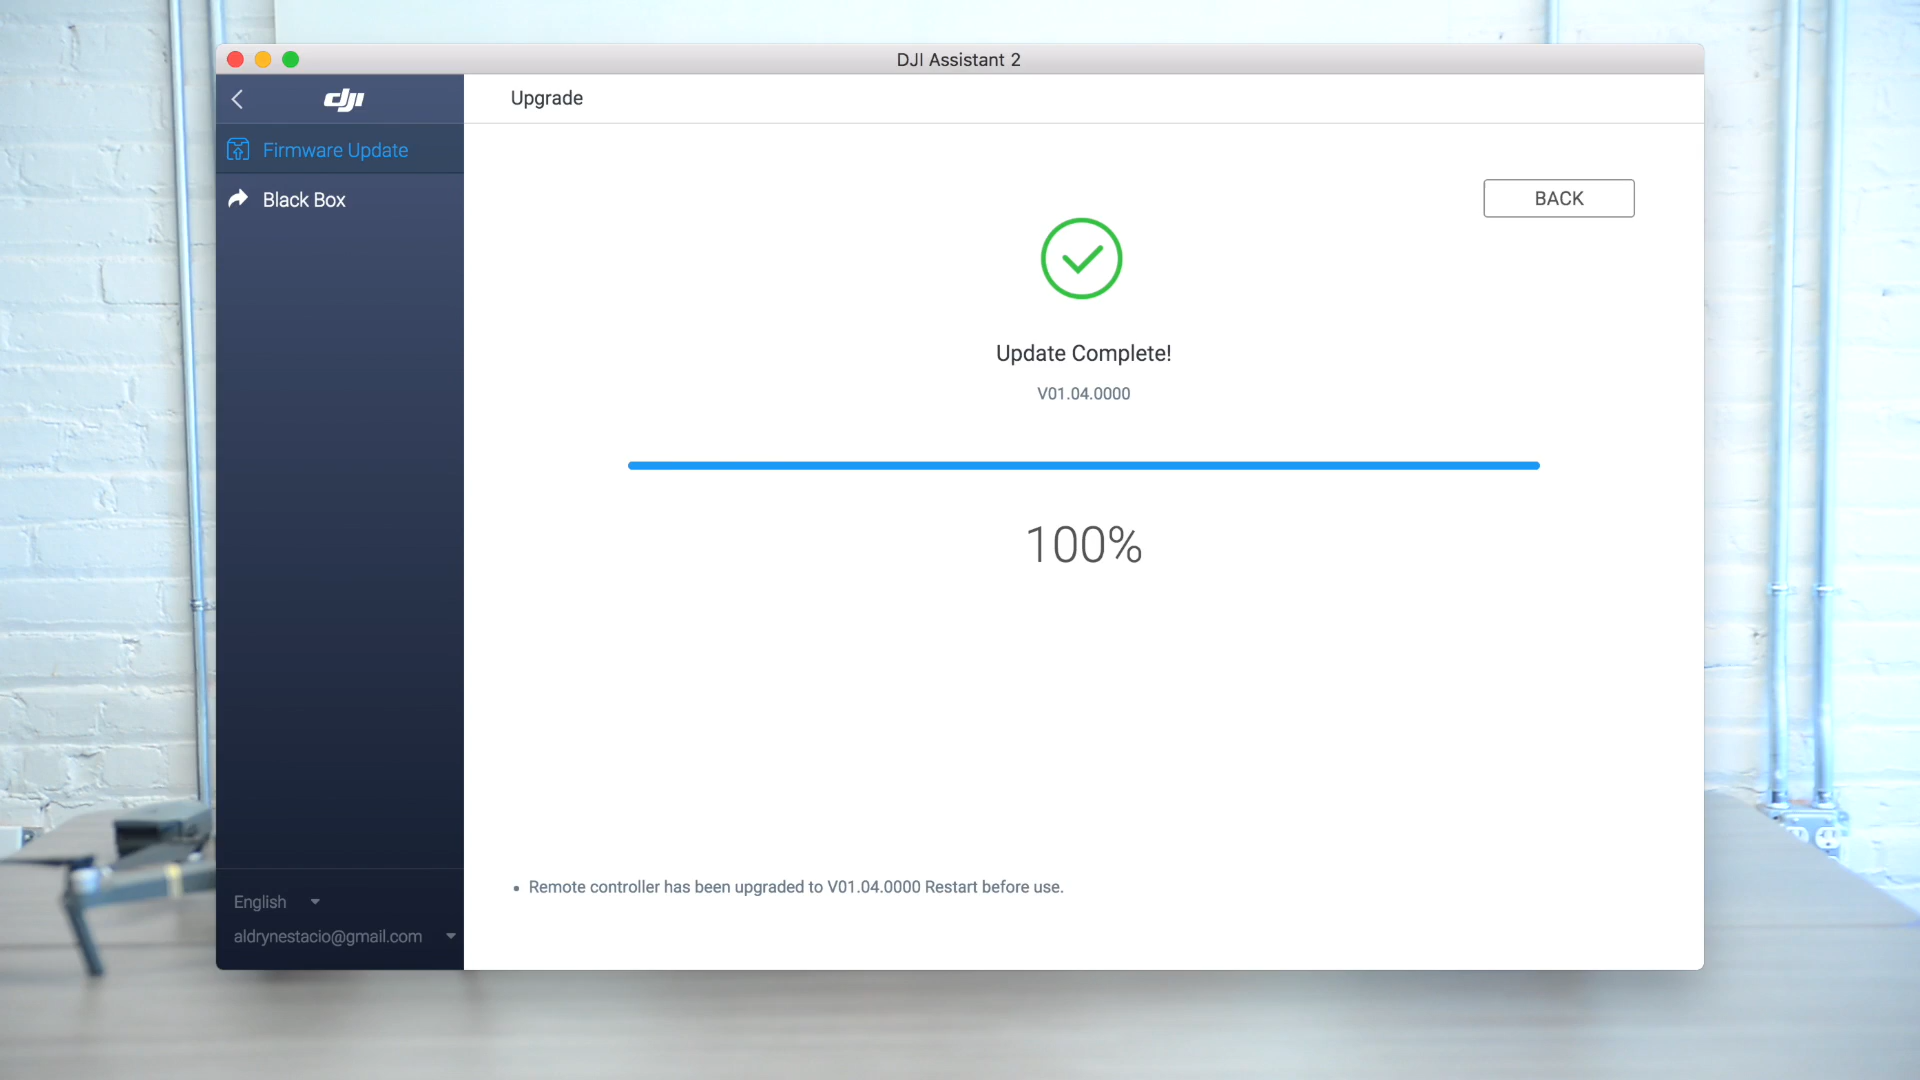 DJI Assistant 2
dji
Upgrade
Firmware Update
Black Box
BACK
Update Complete!
V01.04.0000
100%
Remote controller has been upgraded to V01.04.0000 Restart before use.
English
aldrynestacio@gmail.com